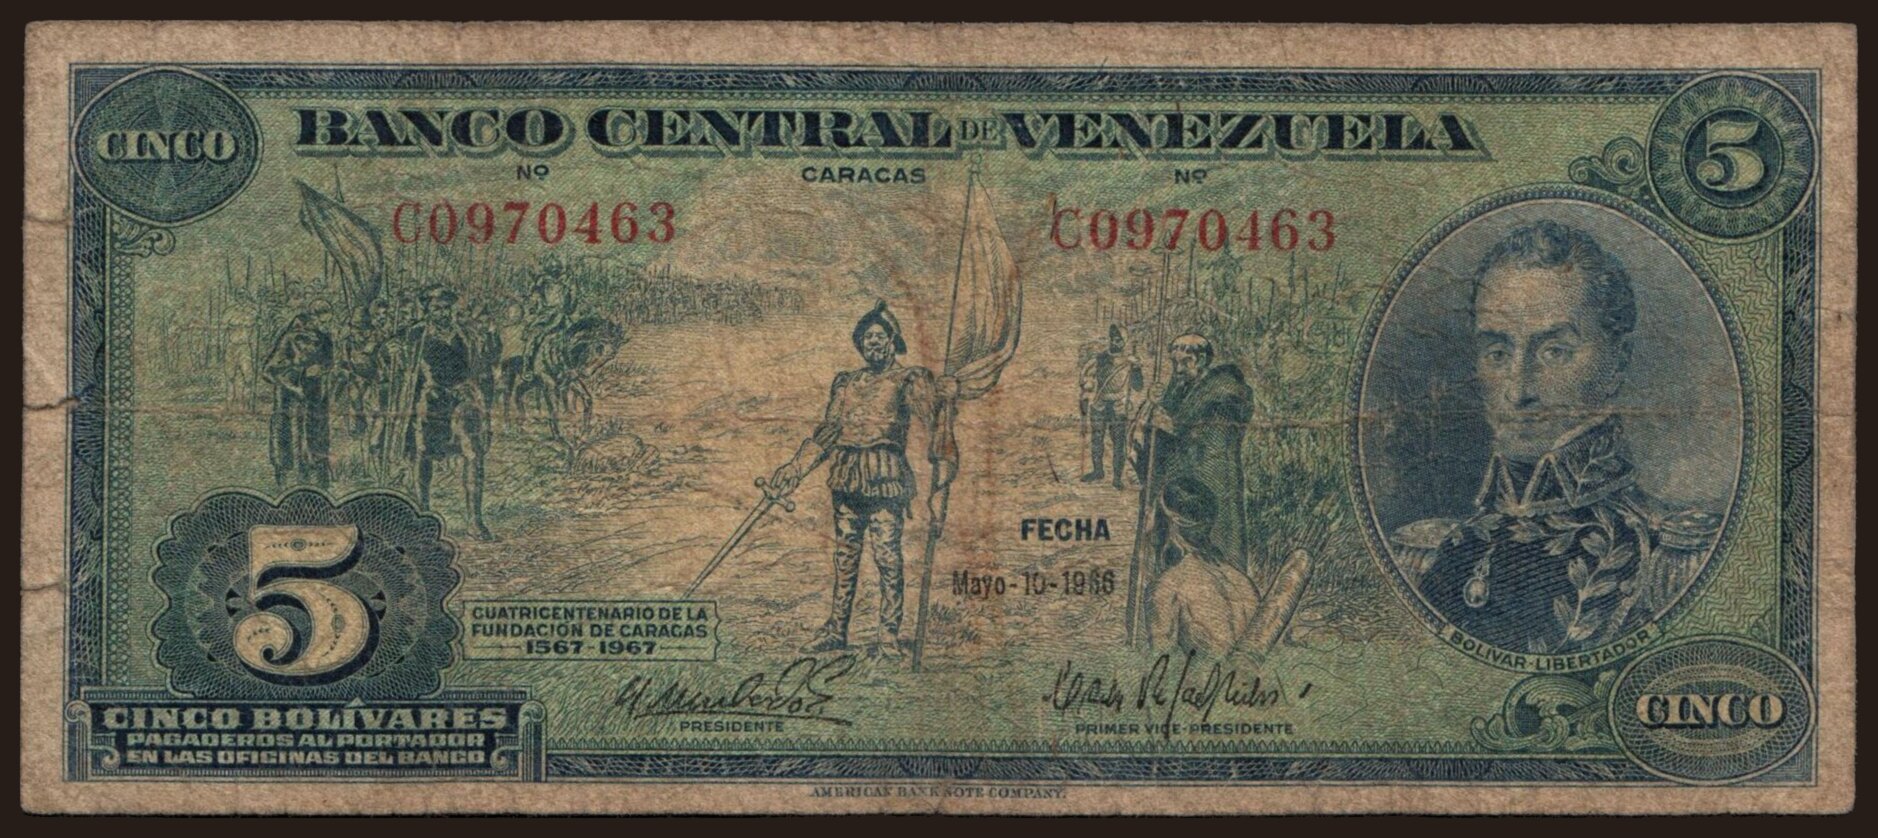 CINCO
BANCO CENTRAL DE VENEZUELA
5
Nº CARACAS Nº
C0970463 C0970463
FECHA
Mayo-10-1966
5
CUATRICENTENARIO DE LA
FUNDACIÓN DE CARACAS
1567-1967
BOLIVAR-LIBERTADOR
PRESIDENTE
PRIMER VICE-PRESIDENTE
CINCO BOLÍVARES
PAGADEROS AL PORTADOR
EN LAS OFICINAS DEL BANCO
CINCO
AMERICAN BANK NOTE COMPANY.